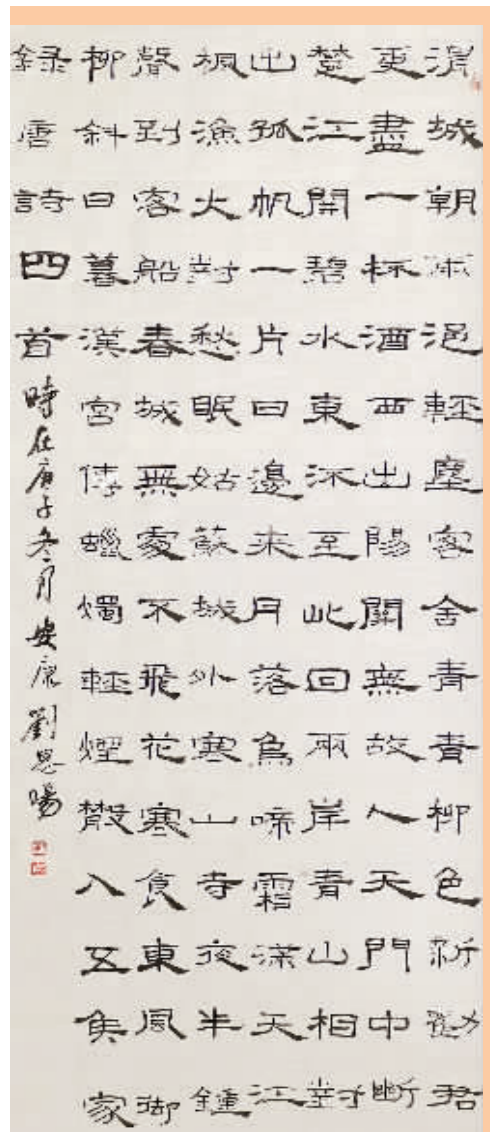 渭城朝雨浥輕塵客舍青青柳色新勸君
更盡一杯酒西出陽關無故人天門中斷
楚江開碧水東流至此回兩岸青山相對
出孤帆一片日邊來月落烏啼霜滿天江
楓漁火對愁眠姑蘇城外寒山寺夜半鐘
聲到客船春城無處不飛花寒食東風御
柳斜日暮漢宮傳蠟燭輕煙散入五侯家
錄唐詩四首時在庚子冬月安康劉